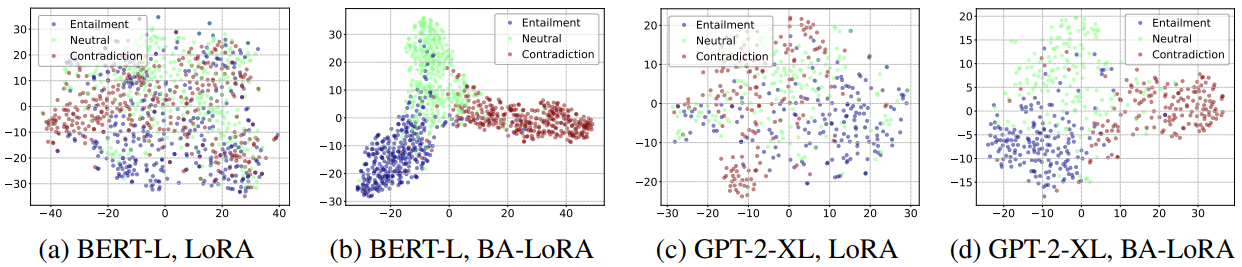 Entailment
Neutral
Contradiction
30
20
10
0
−10
−20
−30
−40 −20 0 20 40
(a) BERT-L, LoRA
Entailment
Neutral
Contradiction
40
30
20
10
0
−10
−20
−30
−20 0 20 40
(b) BERT-L, BA-LoRA
Entailment
Neutral
Contradiction
20
10
0
−10
−20
−30 −20 −10 0 10 20 30
(c) GPT-2-XL, LoRA
Entailment
Neutral
Contradiction
20
15
10
5
0
−5
−10
−15
−20 −10 0 10 20 30
(d) GPT-2-XL, BA-LoRA